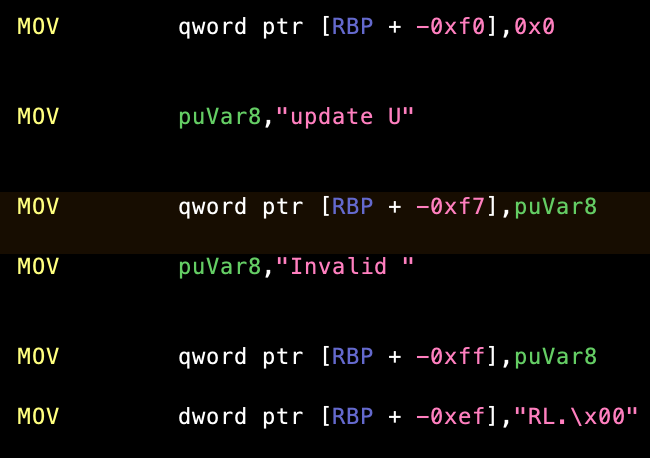 MOV qword ptr [RBP + -0xf0],0x0
MOV puVar8,"update U"
MOV qword ptr [RBP + -0xf7],puVar8
MOV puVar8,"Invalid "
MOV qword ptr [RBP + -0xff],puVar8
MOV dword ptr [RBP + -0xef],"RL.\x00"